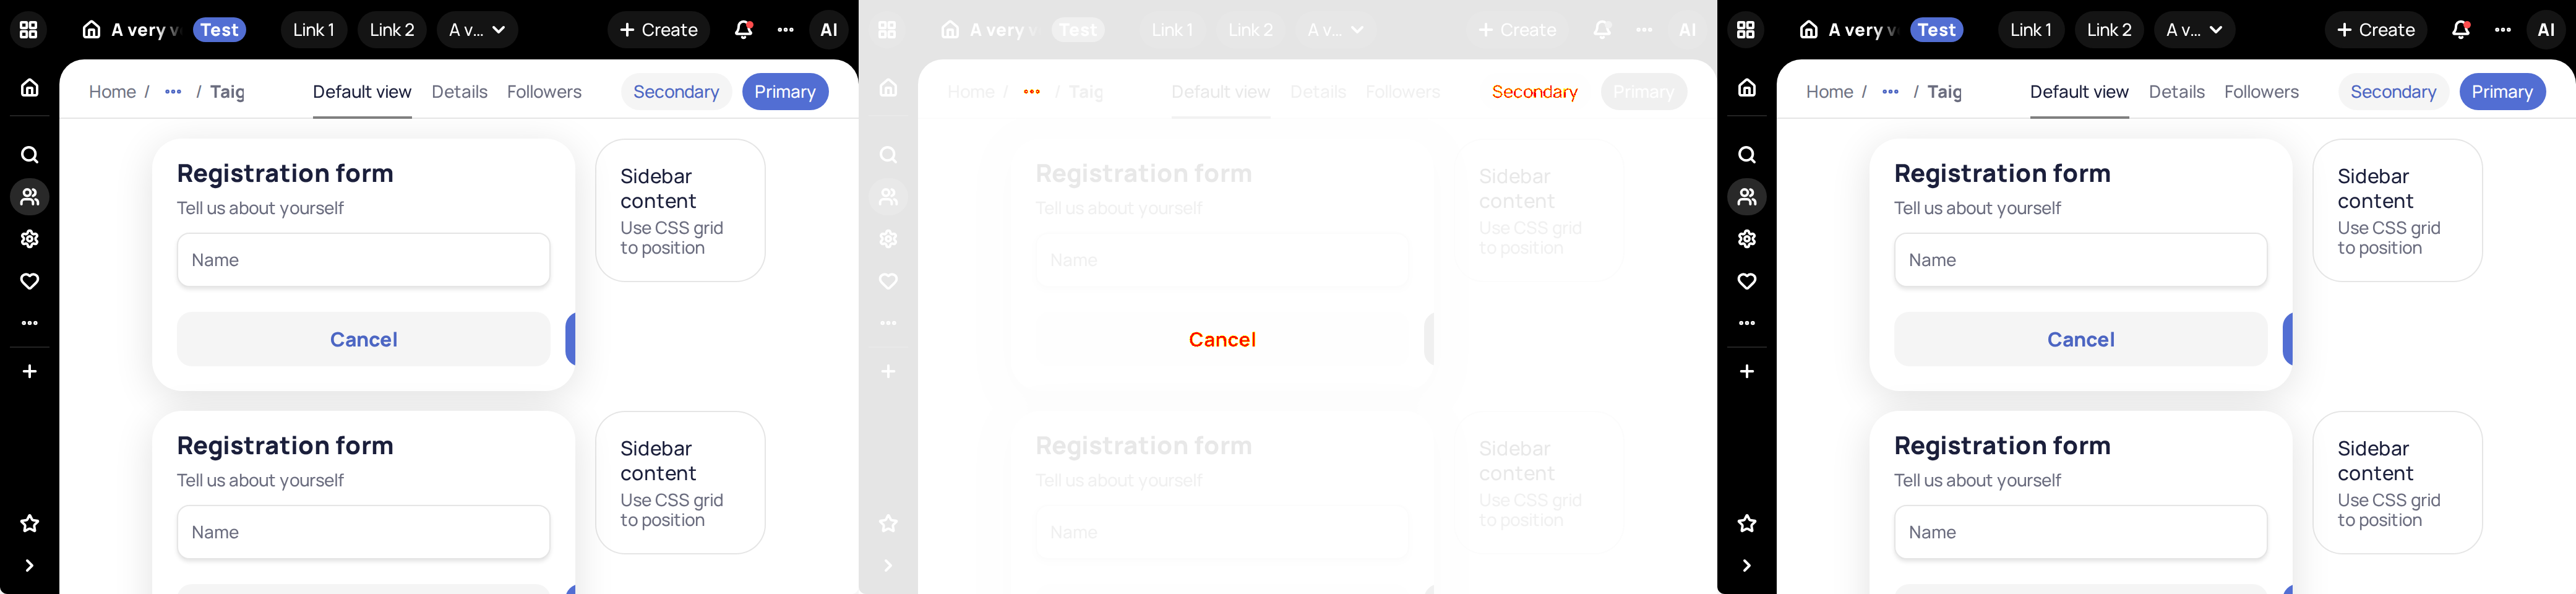 A very Test Link 1 Link 2 A v... Create AI
Home / ... / Taig Default view Details Followers Secondary Primary
Registration form
Tell us about yourself
Name
Cancel
Sidebar
content
Use CSS grid
to position
Registration form
Tell us about yourself
Name
Sidebar
content
Use CSS grid
to position
A very Test Link 1 Link 2 A v... Create AI
Home / ... / Taig Default view Details Followers Secondary Primary
Registration form
Tell us about yourself
Name
Cancel
Sidebar
content
Use CSS grid
to position
Registration form
Tell us about yourself
Name
Sidebar
content
Use CSS grid
to position
A very Test Link 1 Link 2 A v... Create AI
Home / ... / Taig Default view Details Followers Secondary Primary
Registration form
Tell us about yourself
Name
Cancel
Sidebar
content
Use CSS grid
to position
Registration form
Tell us about yourself
Name
Sidebar
content
Use CSS grid
to position